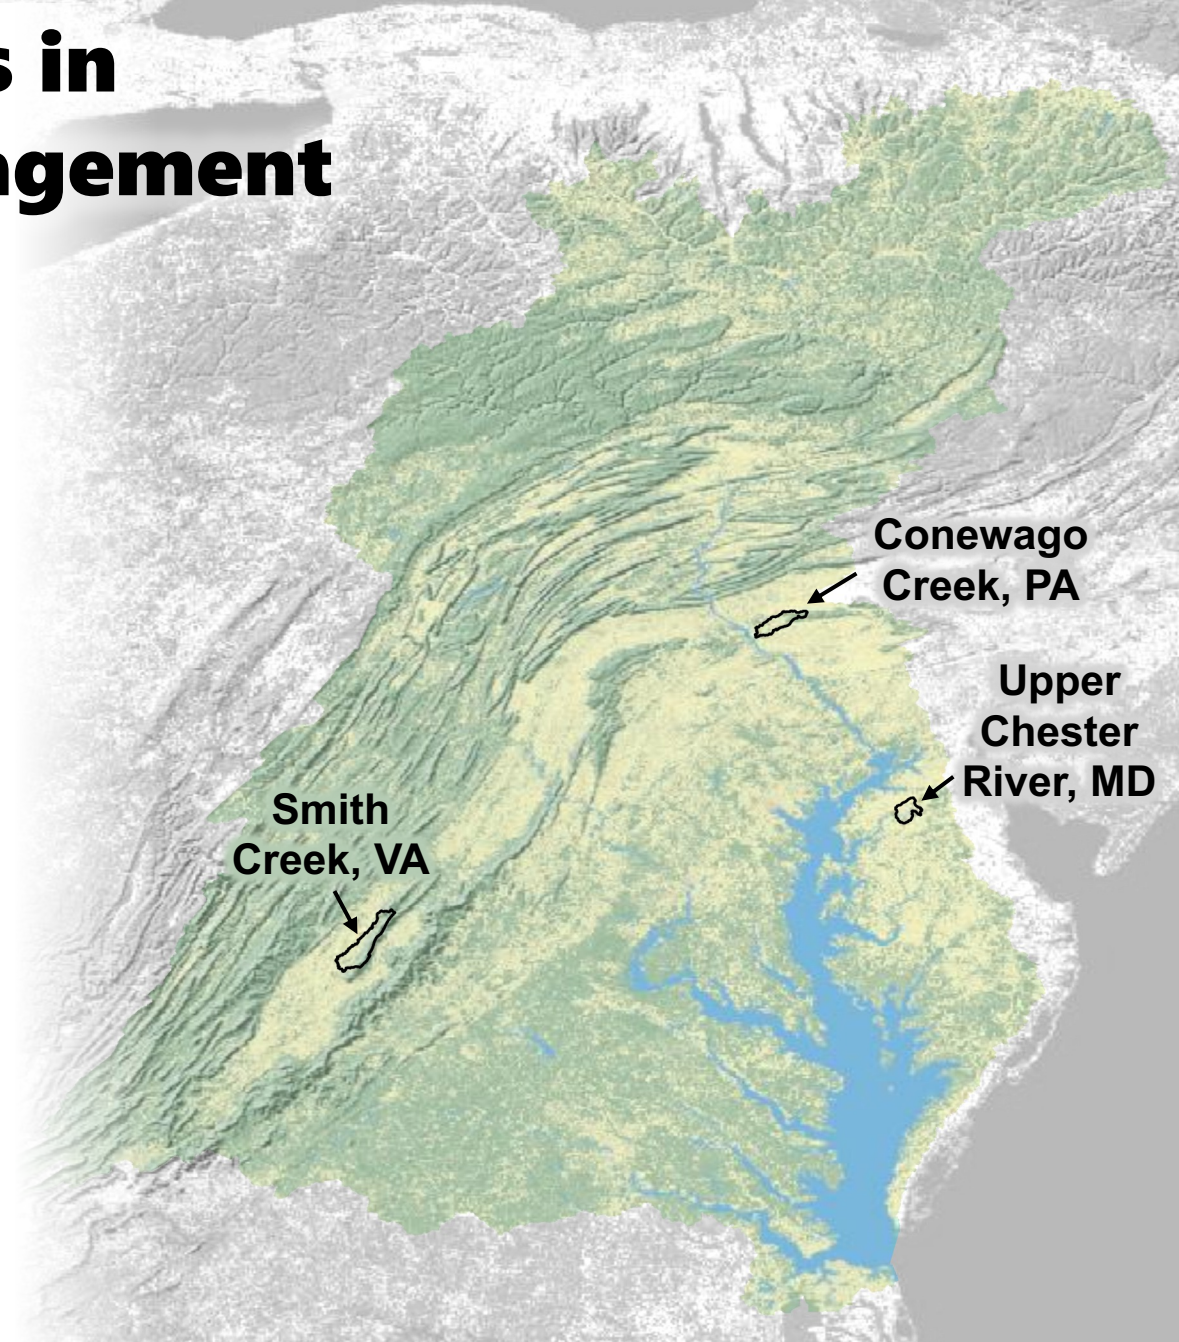 s in
agement
Conewago
Creek, PA
Upper
Chester
River, MD
Smith
Creek, VA